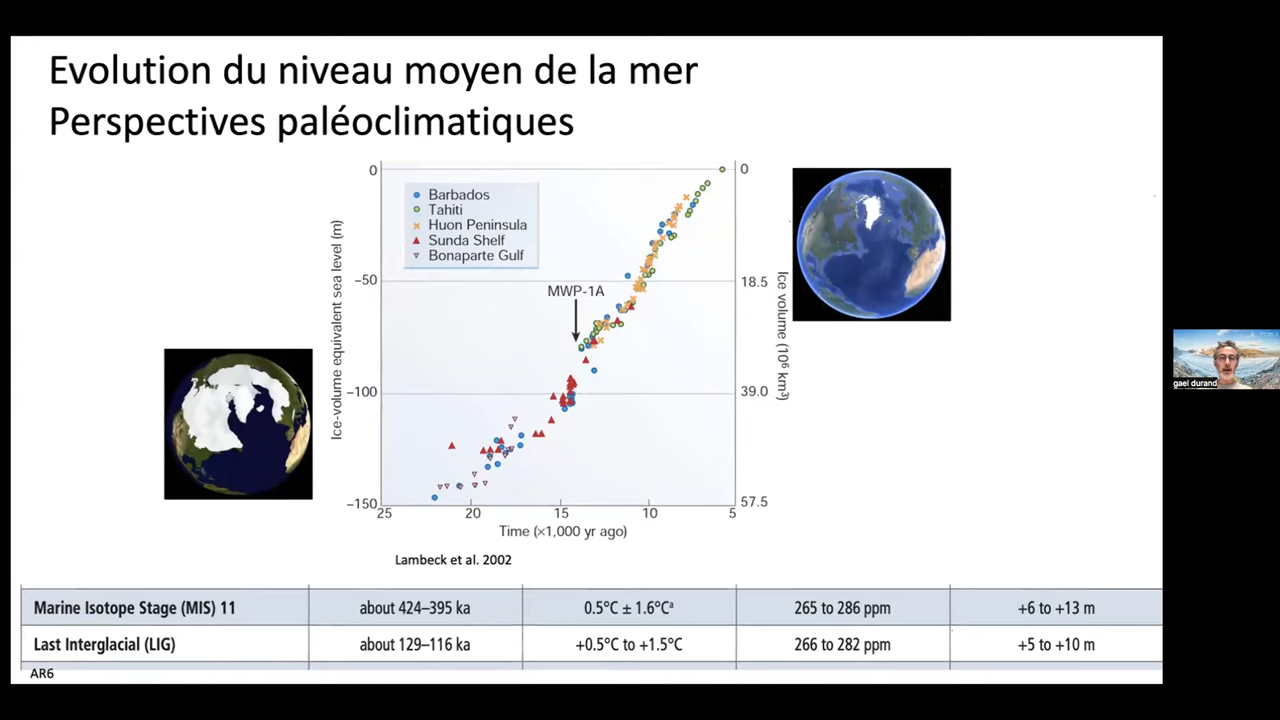 Evolution du niveau moyen de la mer
Perspectives paléoclimatiques
0
−50
−100
−150
Ice-volume equivalent sea level (m)
Barbados
Tahiti
Huon Peninsula
Sunda Shelf
Bonaparte Gulf
MWP-1A
0
18.5
39.0
57.5
Ice volume (10⁶ km³)
25 20 15 10 5
Time (×1,000 yr ago)
Lambeck et al. 2002
gael durand
Marine Isotope Stage (MIS) 11 about 424–395 ka 0.5°C ± 1.6°Cᵃ 265 to 286 ppm +6 to +13 m
Last Interglacial (LIG) about 129–116 ka +0.5°C to +1.5°C 266 to 282 ppm +5 to +10 m
AR6